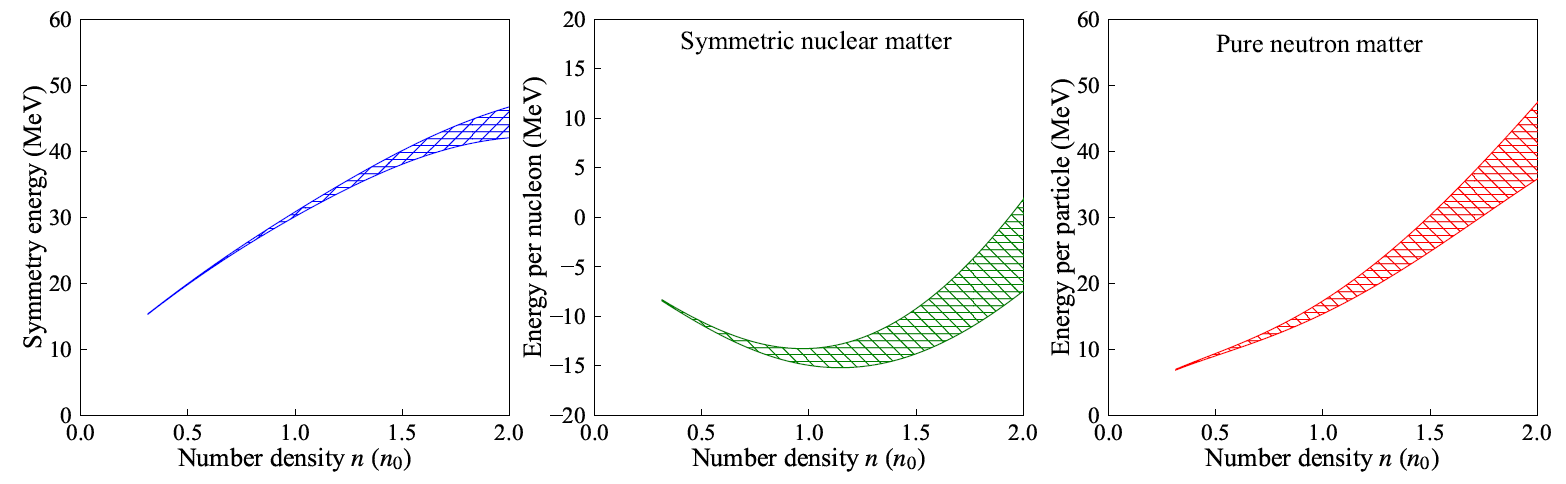 Symmetry energy (MeV)
60
50
40
30
20
10
0
0.0 0.5 1.0 1.5 2.0
Number density n (n₀)
Symmetric nuclear matter
Energy per nucleon (MeV)
20
15
10
5
0
−5
−10
−15
−20
0.0 0.5 1.0 1.5 2.0
Number density n (n₀)
Pure neutron matter
Energy per particle (MeV)
60
50
40
30
20
10
0
0.0 0.5 1.0 1.5 2.0
Number density n (n₀)